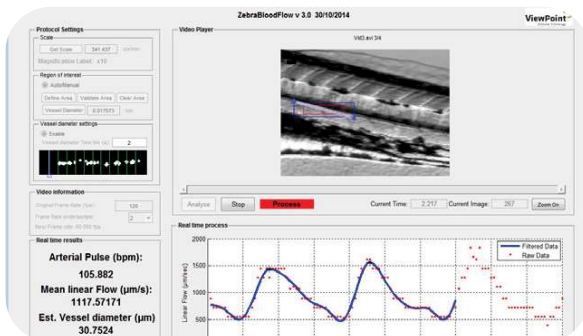 ZebraBloodFlow v 3.0 30/10/2014
ViewPoint
Protocol Settings
Scale
Get Scale 341.437
Magnification Label: x10
Region of interest
Auto/Manual
Define Area Validate Area Clear Area
Vessel Diameter 0.017573
Vessel diameter settings
Enable
2
Video information
120
2
Real time results
Arterial Pulse (bpm):
105.882
Mean linear Flow (µm/s):
1117.57171
Est. Vessel diameter (µm)
30.7524
Video Player
Vid3.avi 3/4
Analyse Stop Process Current Time: 2.217 Current Image: 267 Zoom On
Real time process
Linear Flow (µm/sec)
2000
1500
1000
500
Filtered Data
Raw Data